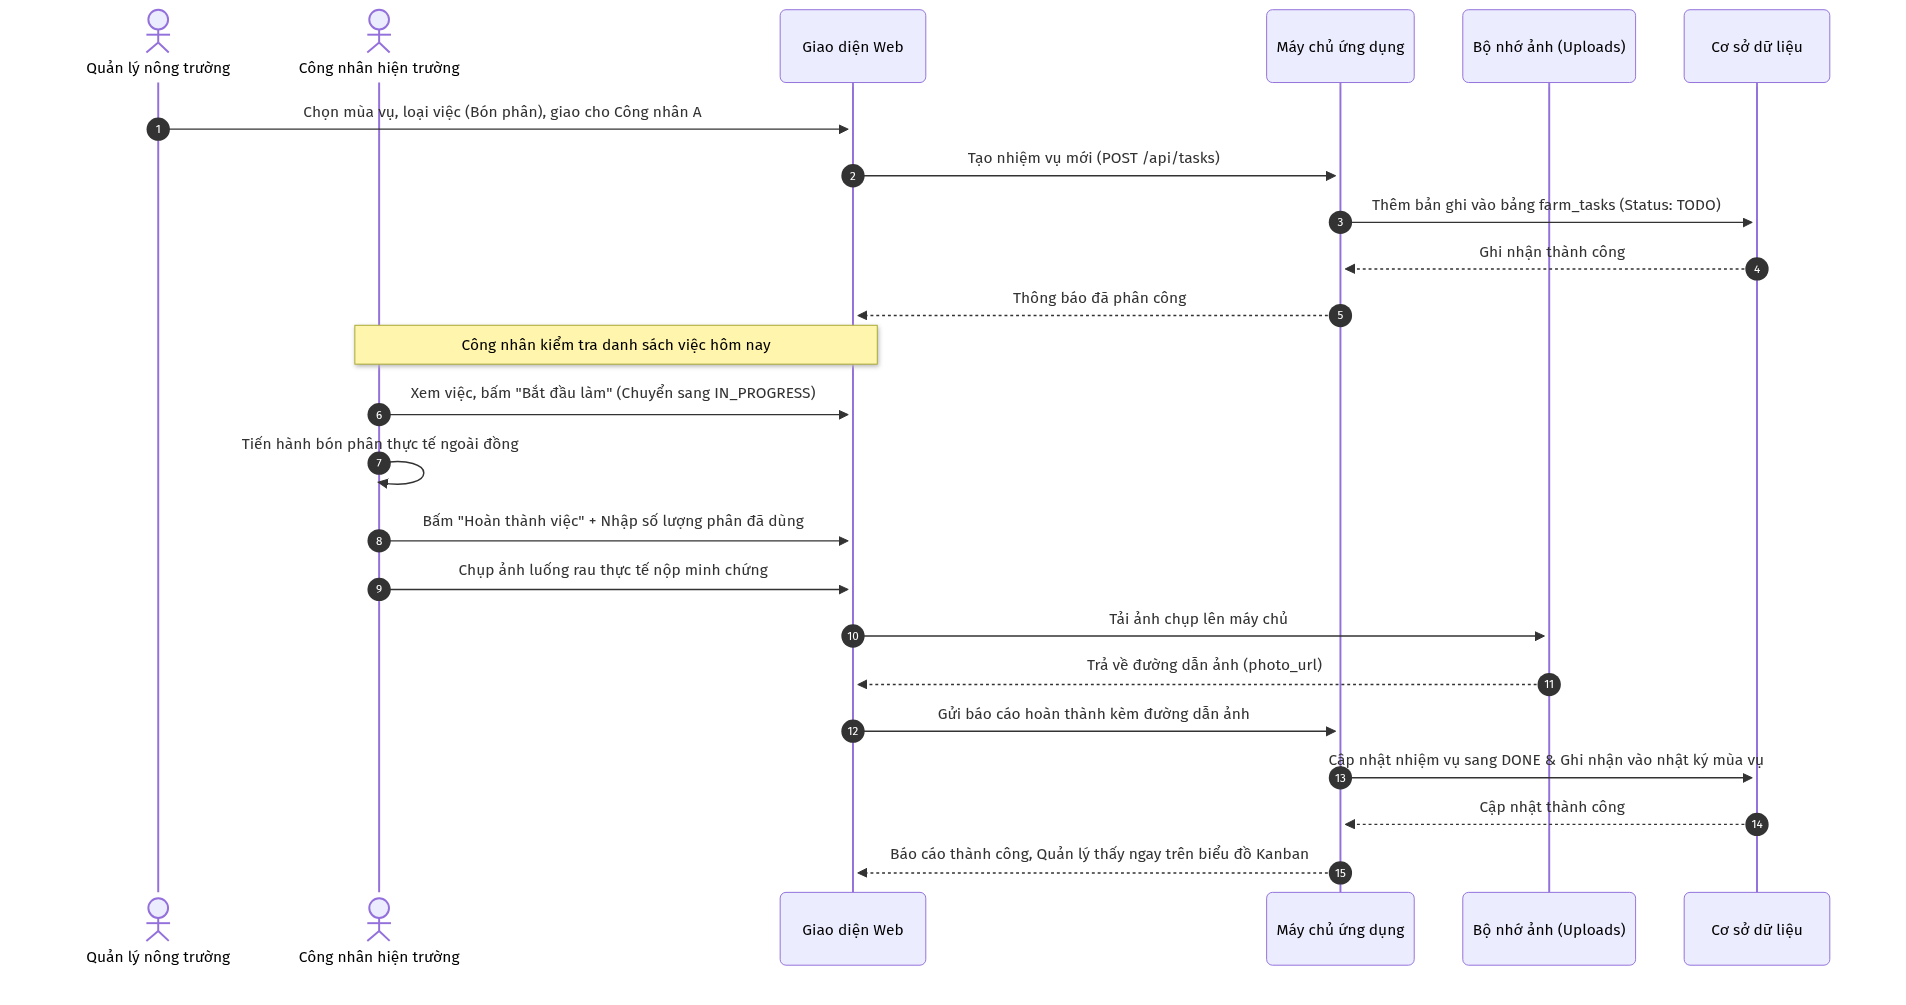 Quản lý nông trường
Công nhân hiện trường
Giao diện Web
Máy chủ ứng dụng
Bộ nhớ ảnh (Uploads)
Cơ sở dữ liệu
Chọn mùa vụ, loại việc (Bón phân), giao cho Công nhân A
1
Tạo nhiệm vụ mới (POST /api/tasks)
2
Thêm bản ghi vào bảng farm_tasks (Status: TODO)
3
Ghi nhận thành công
4
Thông báo đã phân công
5
Công nhân kiểm tra danh sách việc hôm nay
Xem việc, bấm "Bắt đầu làm" (Chuyển sang IN_PROGRESS)
6
Tiến hành bón phân thực tế ngoài đồng
7
Bấm "Hoàn thành việc" + Nhập số lượng phân đã dùng
8
Chụp ảnh luống rau thực tế nộp minh chứng
9
Tải ảnh chụp lên máy chủ
10
Trả về đường dẫn ảnh (photo_url)
11
Gửi báo cáo hoàn thành kèm đường dẫn ảnh
12
Cập nhật nhiệm vụ sang DONE & Ghi nhận vào nhật ký mùa vụ
13
Cập nhật thành công
14
Báo cáo thành công, Quản lý thấy ngay trên biểu đồ Kanban
15
Quản lý nông trường
Công nhân hiện trường
Giao diện Web
Máy chủ ứng dụng
Bộ nhớ ảnh (Uploads)
Cơ sở dữ liệu